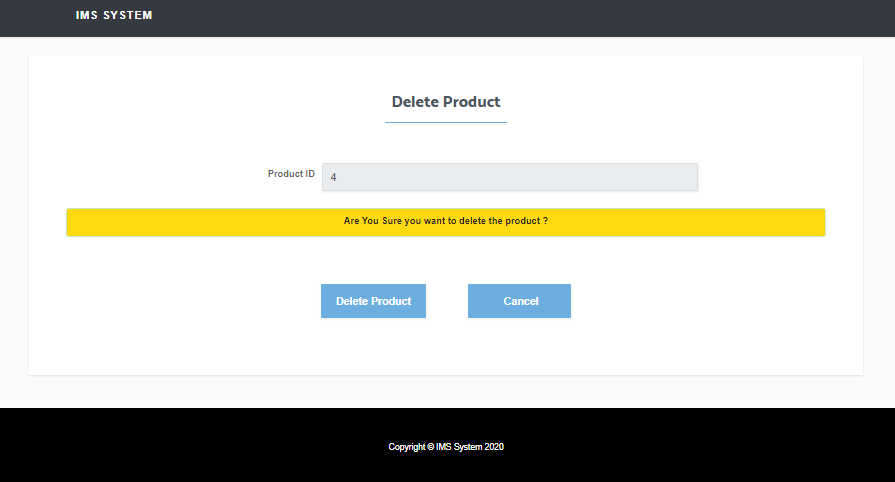 IMS SYSTEM
Delete Product
Product ID 4
Are You Sure you want to delete the product ?
Delete Product Cancel
Copyright © IMS System 2020